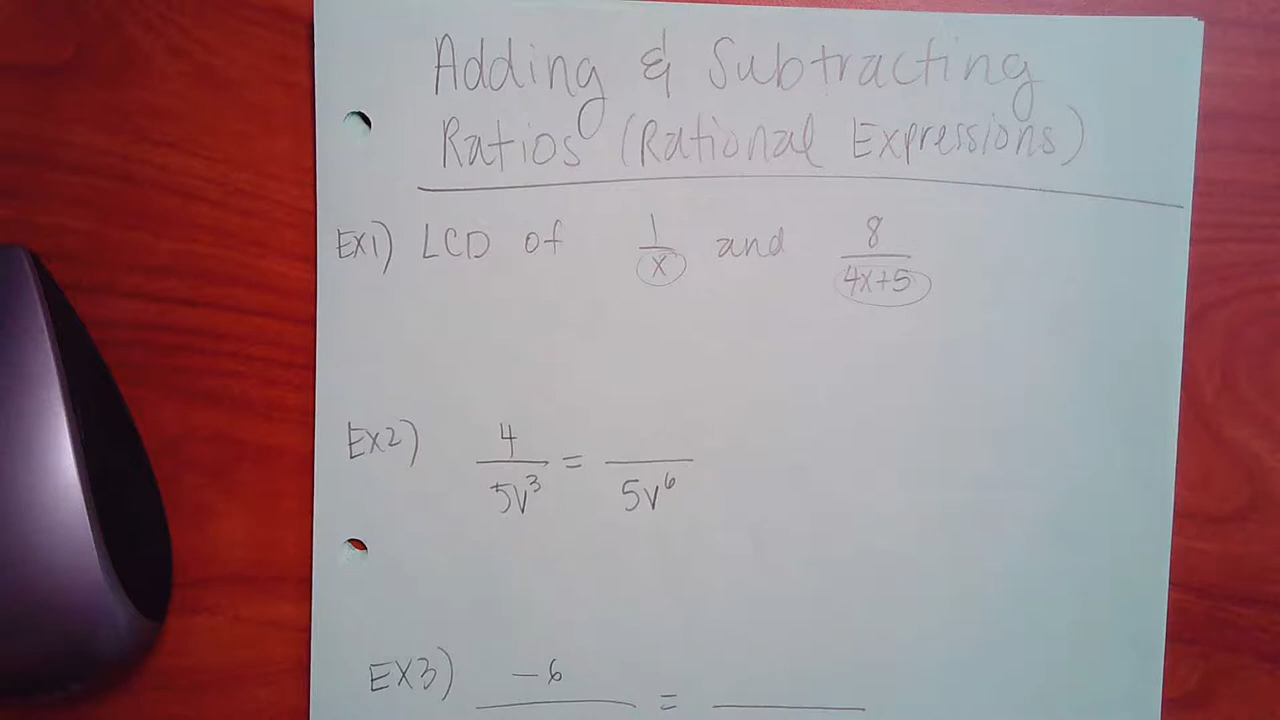 Adding & Subtracting
Ratios (Rational Expressions)
EX1) LCD of 1/x and 8/4x+5
EX2) 4/5v³ = /5v⁶
EX3) -6/ =